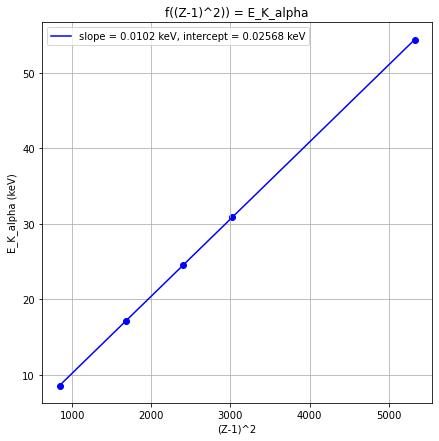 f((Z-1)^2)) = E_K_alpha
slope = 0.0102 keV, intercept = 0.02568 keV
50
40
30
20
10
E_K_alpha (keV)
1000 2000 3000 4000 5000
(Z-1)^2